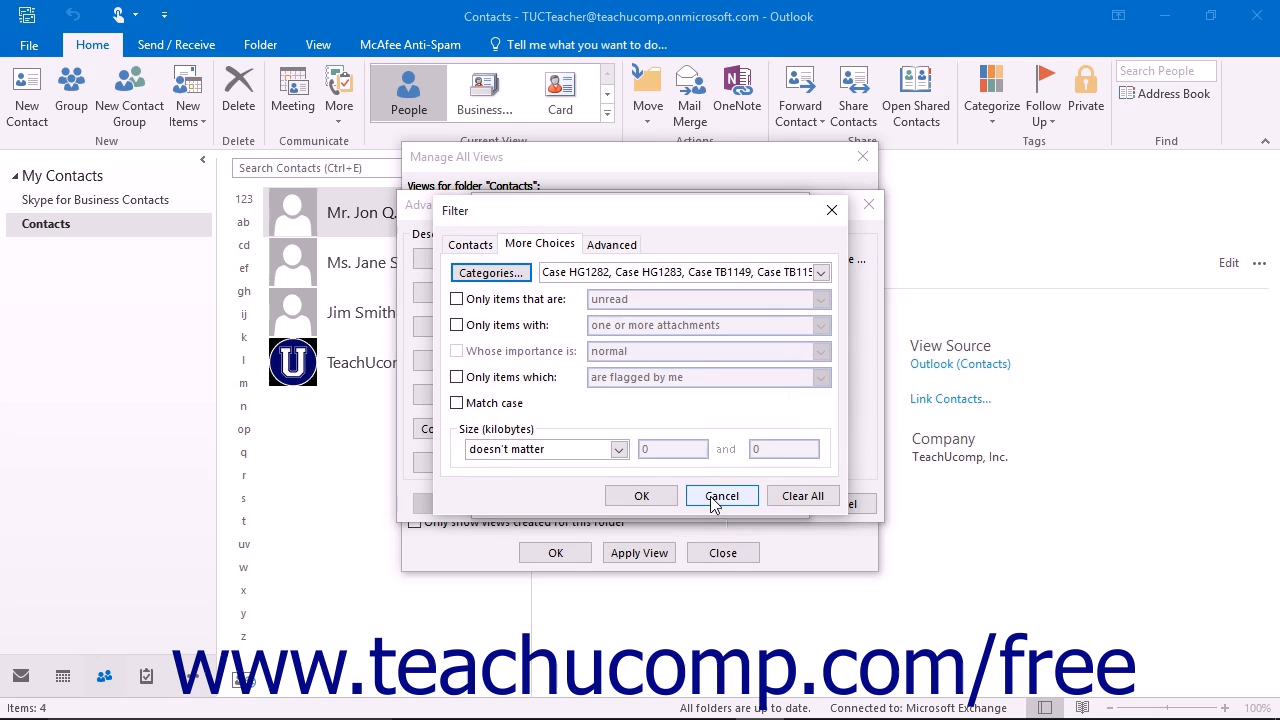 Contacts - TUCTeacher@teachucomp.onmicrosoft.com - Outlook
File Home Send / Receive Folder View McAfee Anti-Spam Tell me what you want to do...
New Contact
Group
New Contact Group
New Items
Delete
Meeting
More
People
Business...
Card
Move
Mail Merge
OneNote
Forward Contact
Share Contacts
Open Shared Contacts
Categorize
Follow Up
Private
Search People
Address Book
New Delete Communicate Current View Actions Share Tags Find
My Contacts
Skype for Business Contacts
Contacts
Search Contacts (Ctrl+E)
123
ab
cd
ef
gh
ij
k
l
m
n
op
q
r
s
t
uv
w
x
y
z
Mr. Jon Q.
Ms. Jane S
Jim Smith
TeachUco
Manage All Views
Views for folder "Contacts":
Adva
Des
e ...
Co
el
Filter
Contacts More Choices Advanced
Categories... Case HG1282, Case HG1283, Case TB1149, Case TB115
Only items that are: unread
Only items with: one or more attachments
Whose importance is: normal
Only items which: are flagged by me
Match case
Size (kilobytes)
doesn't matter 0 and 0
OK Cancel Clear All
Only show views created for this folder
OK Apply View Close
Edit
View Source
Outlook (Contacts)
Link Contacts...
Company
TeachUcomp, Inc.
www.teachucomp.com/free
Items: 4 All folders are up to date. Connected to: Microsoft Exchange 100%